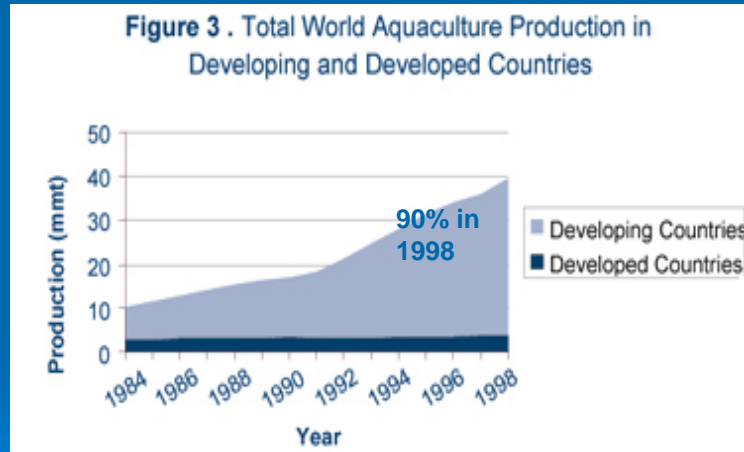 Figure 3 . Total World Aquaculture Production in
Developing and Developed Countries
Production (mmt)
50
40
30
20
10
0
90% in
1998
Developing Countries
Developed Countries
1984
1986
1988
1990
1992
1994
1996
1998
Year